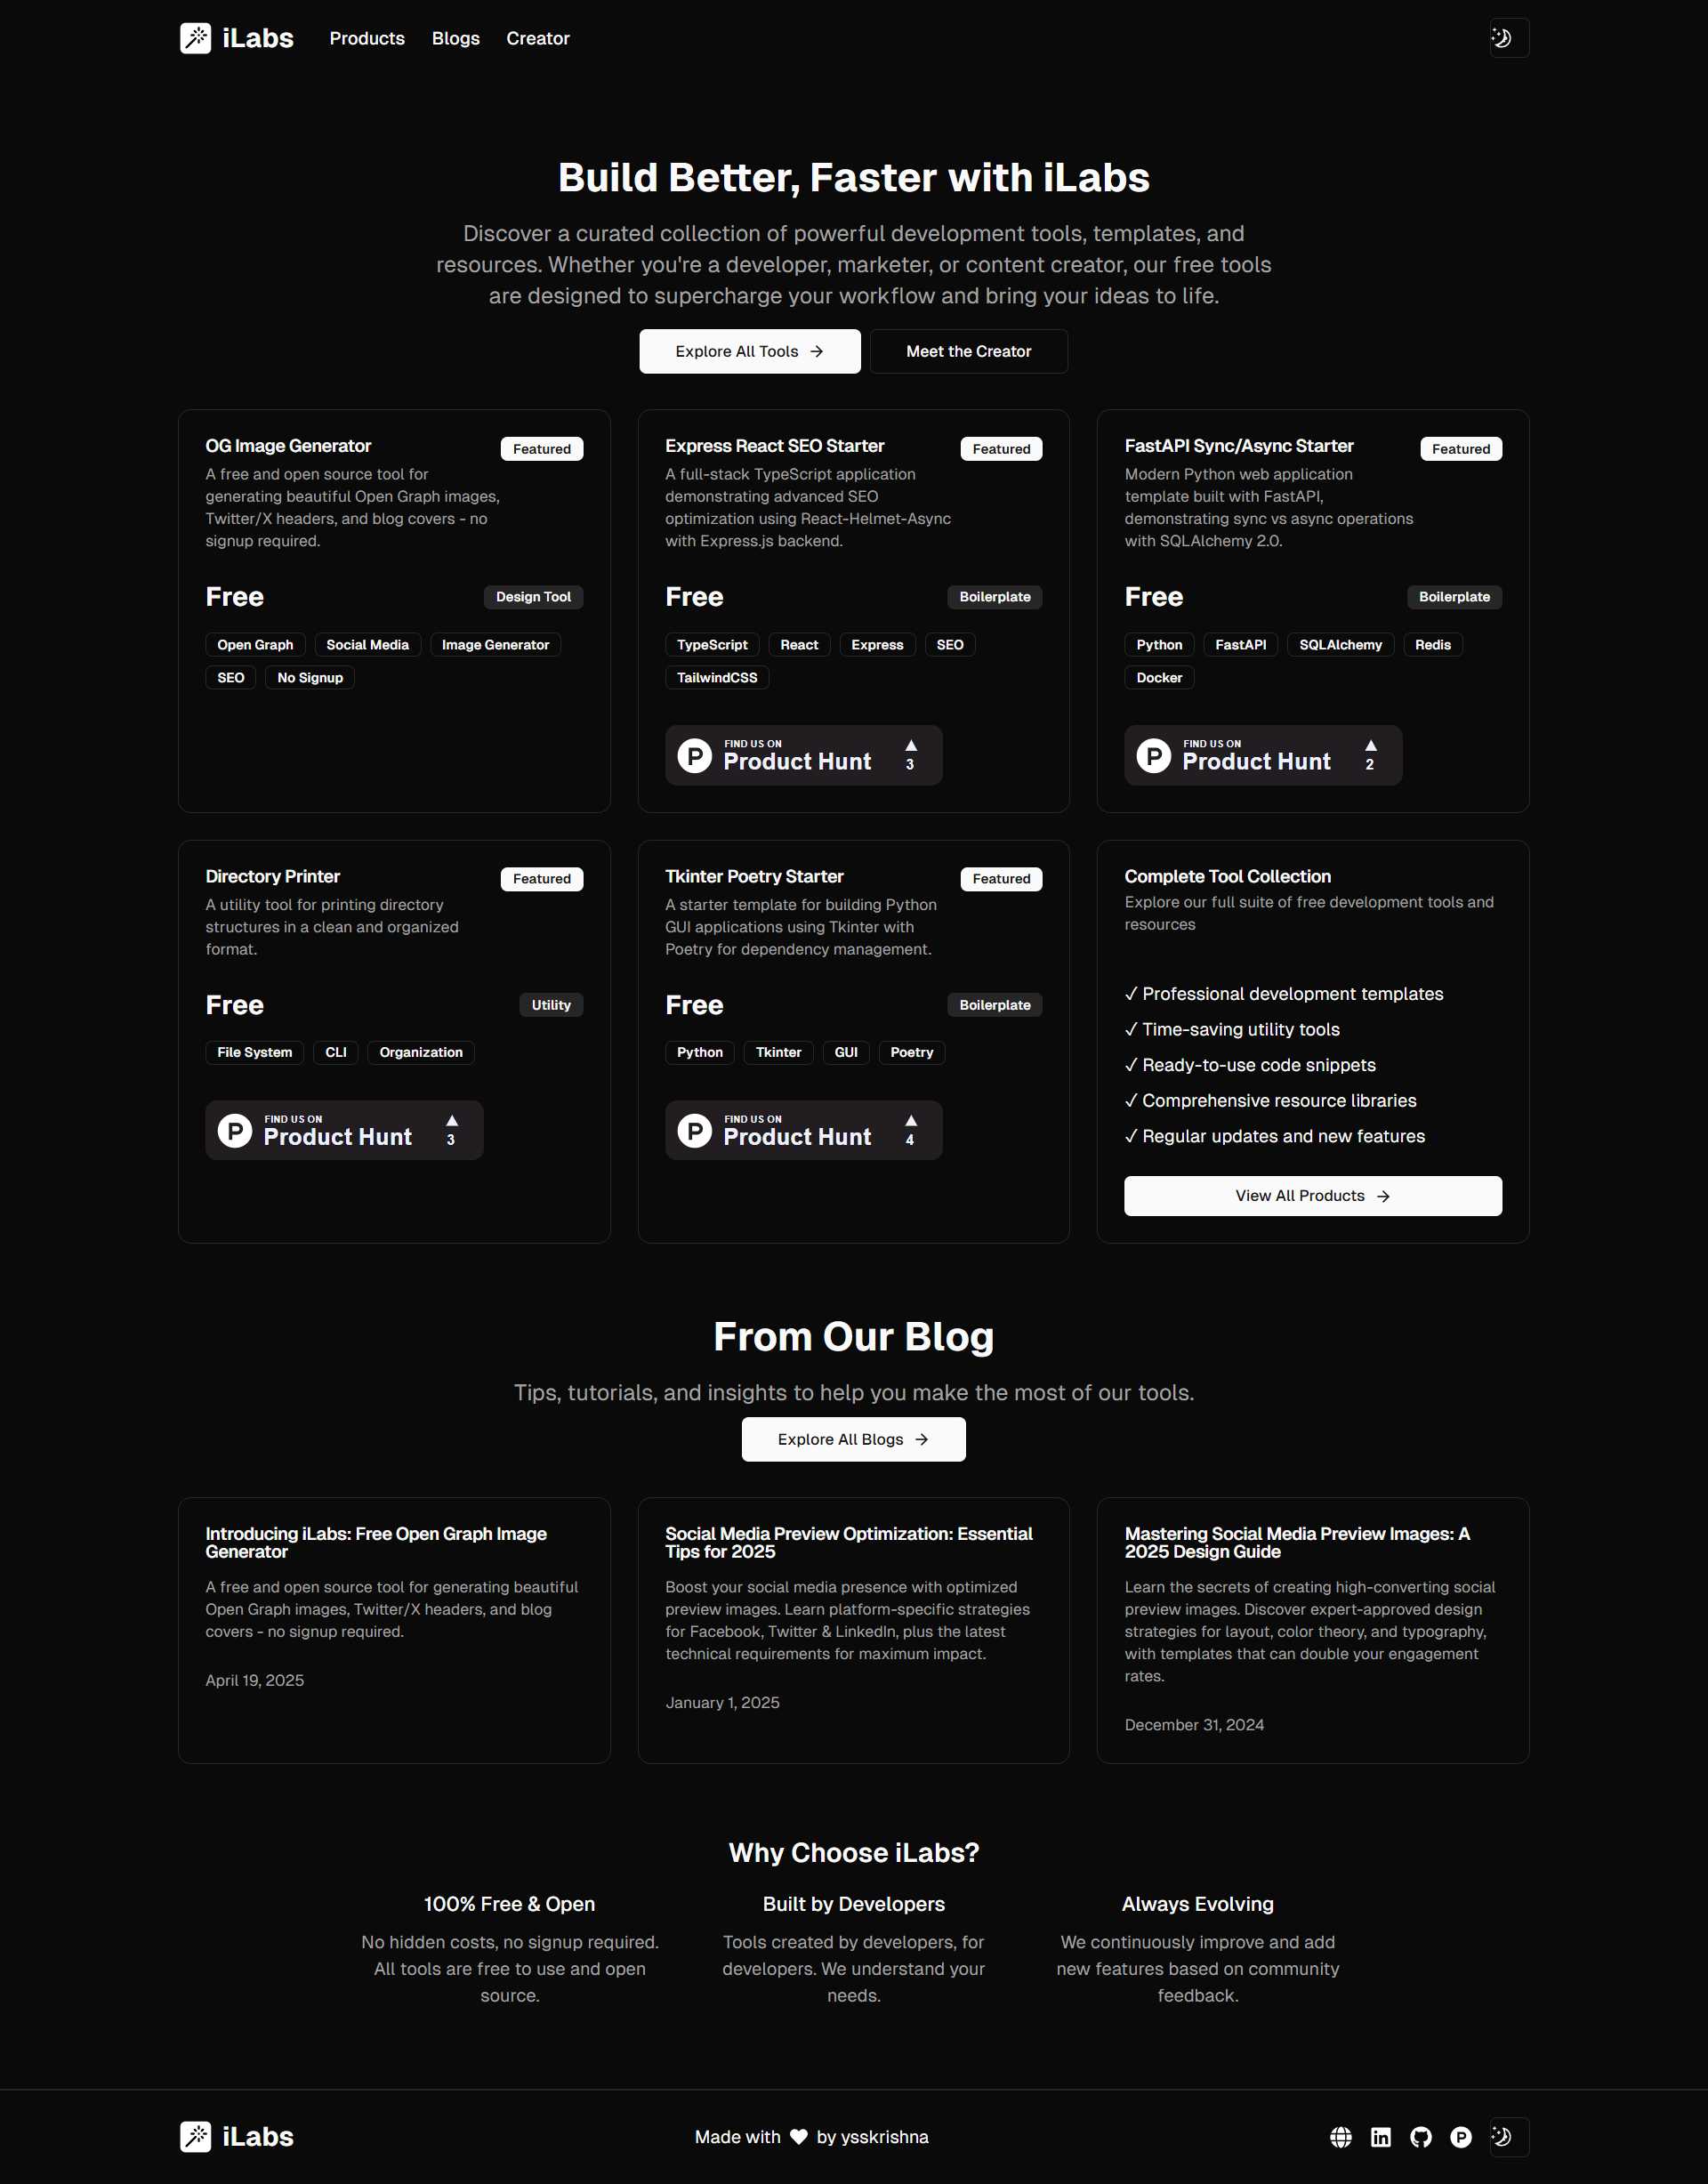 iLabs
Products
Blogs
Creator
Build Better, Faster with iLabs
Discover a curated collection of powerful development tools, templates, and
resources. Whether you're a developer, marketer, or content creator, our free tools
are designed to supercharge your workflow and bring your ideas to life.
Explore All Tools →
Meet the Creator
OG Image Generator
Featured
A free and open source tool for
generating beautiful Open Graph images,
Twitter/X headers, and blog covers - no
signup required.
Free
Design Tool
Open Graph
Social Media
Image Generator
SEO
No Signup
Express React SEO Starter
Featured
A full-stack TypeScript application
demonstrating advanced SEO
optimization using React-Helmet-Async
with Express.js backend.
Free
Boilerplate
TypeScript
React
Express
SEO
TailwindCSS
P
FIND US ON
Product Hunt
▲
3
FastAPI Sync/Async Starter
Featured
Modern Python web application
template built with FastAPI,
demonstrating sync vs async operations
with SQLAlchemy 2.0.
Free
Boilerplate
Python
FastAPI
SQLAlchemy
Redis
Docker
P
FIND US ON
Product Hunt
▲
2
Directory Printer
Featured
A utility tool for printing directory
structures in a clean and organized
format.
Free
Utility
File System
CLI
Organization
P
FIND US ON
Product Hunt
▲
3
Tkinter Poetry Starter
Featured
A starter template for building Python
GUI applications using Tkinter with
Poetry for dependency management.
Free
Boilerplate
Python
Tkinter
GUI
Poetry
P
FIND US ON
Product Hunt
▲
4
Complete Tool Collection
Explore our full suite of free development tools and
resources
✓ Professional development templates
✓ Time-saving utility tools
✓ Ready-to-use code snippets
✓ Comprehensive resource libraries
✓ Regular updates and new features
View All Products →
From Our Blog
Tips, tutorials, and insights to help you make the most of our tools.
Explore All Blogs →
Introducing iLabs: Free Open Graph Image
Generator
A free and open source tool for generating beautiful
Open Graph images, Twitter/X headers, and blog
covers - no signup required.
April 19, 2025
Social Media Preview Optimization: Essential
Tips for 2025
Boost your social media presence with optimized
preview images. Learn platform-specific strategies
for Facebook, Twitter & LinkedIn, plus the latest
technical requirements for maximum impact.
January 1, 2025
Mastering Social Media Preview Images: A
2025 Design Guide
Learn the secrets of creating high-converting social
preview images. Discover expert-approved design
strategies for layout, color theory, and typography,
with templates that can double your engagement
rates.
December 31, 2024
Why Choose iLabs?
100% Free & Open
No hidden costs, no signup required.
All tools are free to use and open
source.
Built by Developers
Tools created by developers, for
developers. We understand your
needs.
Always Evolving
We continuously improve and add
new features based on community
feedback.
iLabs
Made with ♥ by ysskrishna
in
P